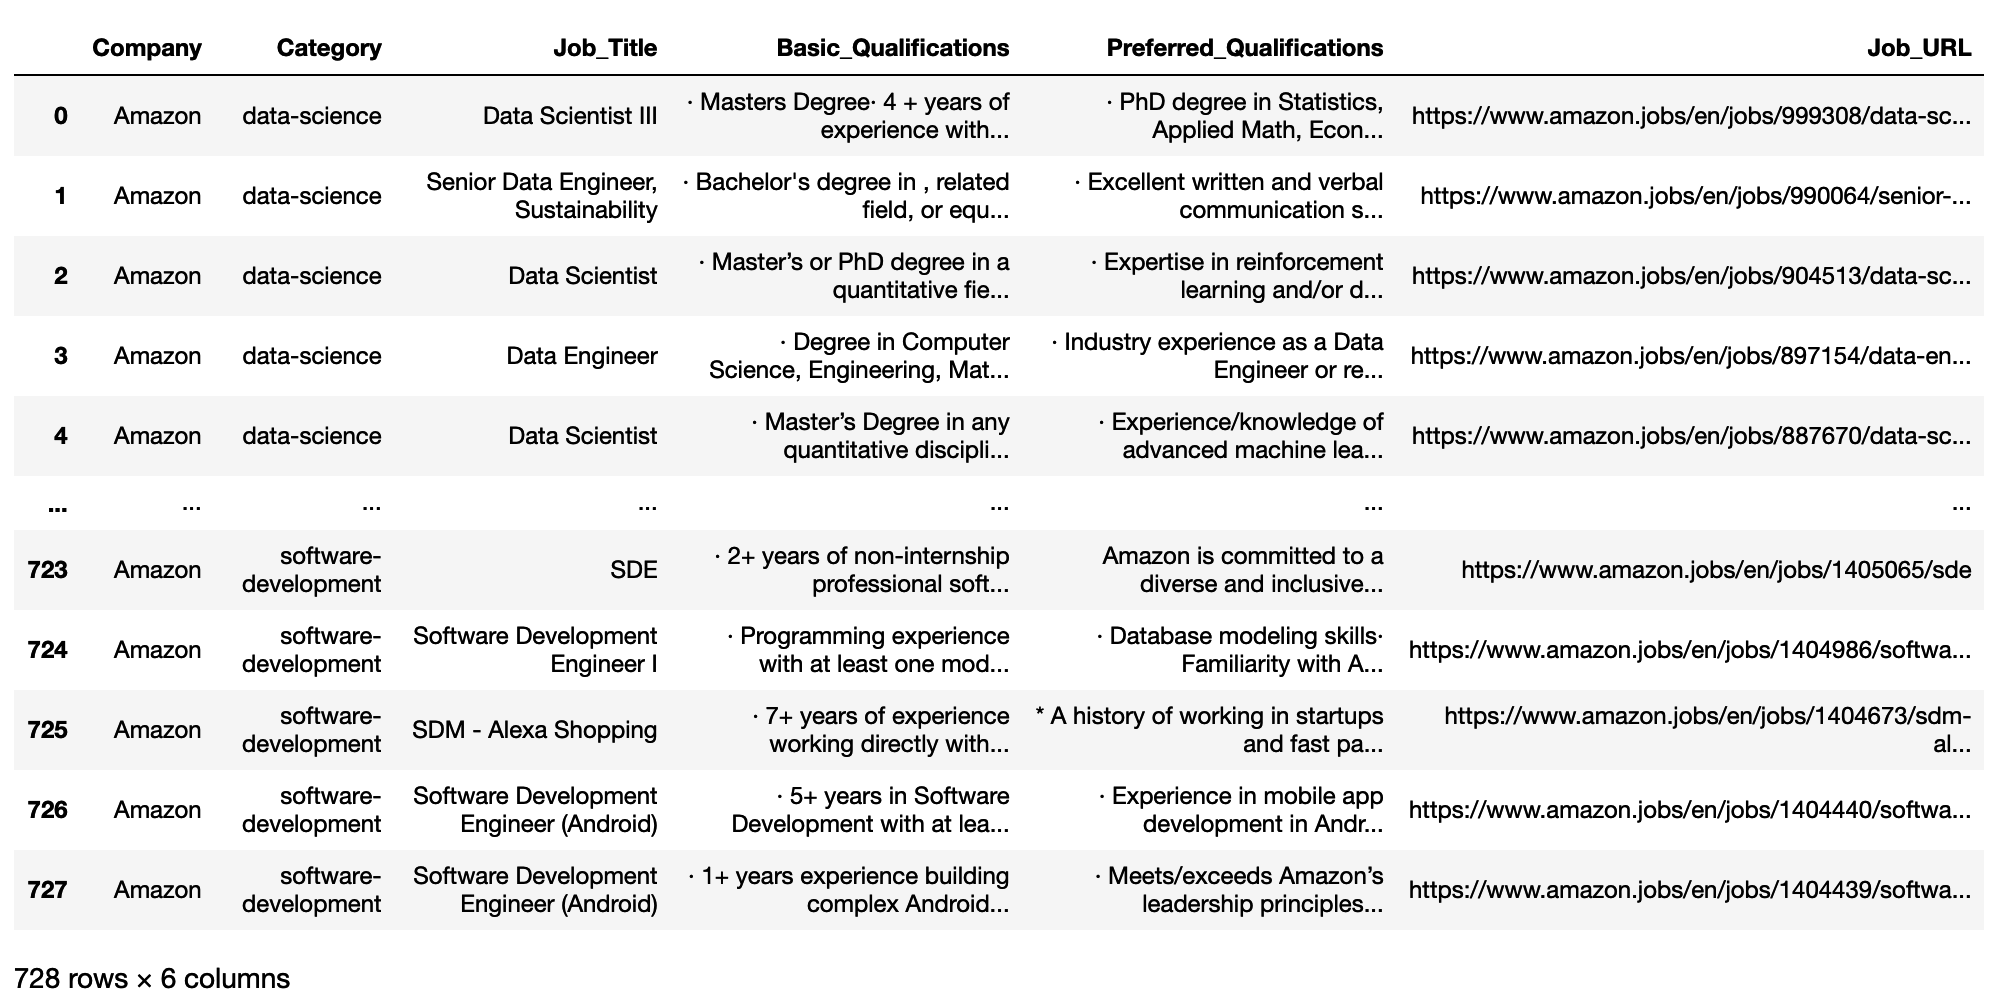 Company Category Job_Title Basic_Qualifications Preferred_Qualifications Job_URL
0 Amazon data-science Data Scientist III · Masters Degree· 4 + years of experience with... · PhD degree in Statistics, Applied Math, Econ... https://www.amazon.jobs/en/jobs/999308/data-sc...
1 Amazon data-science Senior Data Engineer, Sustainability · Bachelor's degree in , related field, or equ... · Excellent written and verbal communication s... https://www.amazon.jobs/en/jobs/990064/senior-...
2 Amazon data-science Data Scientist · Master’s or PhD degree in a quantitative fie... · Expertise in reinforcement learning and/or d... https://www.amazon.jobs/en/jobs/904513/data-sc...
3 Amazon data-science Data Engineer · Degree in Computer Science, Engineering, Mat... · Industry experience as a Data Engineer or re... https://www.amazon.jobs/en/jobs/897154/data-en...
4 Amazon data-science Data Scientist · Master’s Degree in any quantitative discipli... · Experience/knowledge of advanced machine lea... https://www.amazon.jobs/en/jobs/887670/data-sc...
... ... ... ... ... ... ...
723 Amazon software-development SDE · 2+ years of non-internship professional soft... Amazon is committed to a diverse and inclusive... https://www.amazon.jobs/en/jobs/1405065/sde
724 Amazon software-development Software Development Engineer I · Programming experience with at least one mod... · Database modeling skills· Familiarity with A... https://www.amazon.jobs/en/jobs/1404986/softwa...
725 Amazon software-development SDM - Alexa Shopping · 7+ years of experience working directly with... * A history of working in startups and fast pa... https://www.amazon.jobs/en/jobs/1404673/sdm-al...
726 Amazon software-development Software Development Engineer (Android) · 5+ years in Software Development with at lea... · Experience in mobile app development in Andr... https://www.amazon.jobs/en/jobs/1404440/softwa...
727 Amazon software-development Software Development Engineer (Android) · 1+ years experience building complex Android... · Meets/exceeds Amazon’s leadership principles... https://www.amazon.jobs/en/jobs/1404439/softwa...
728 rows × 6 columns